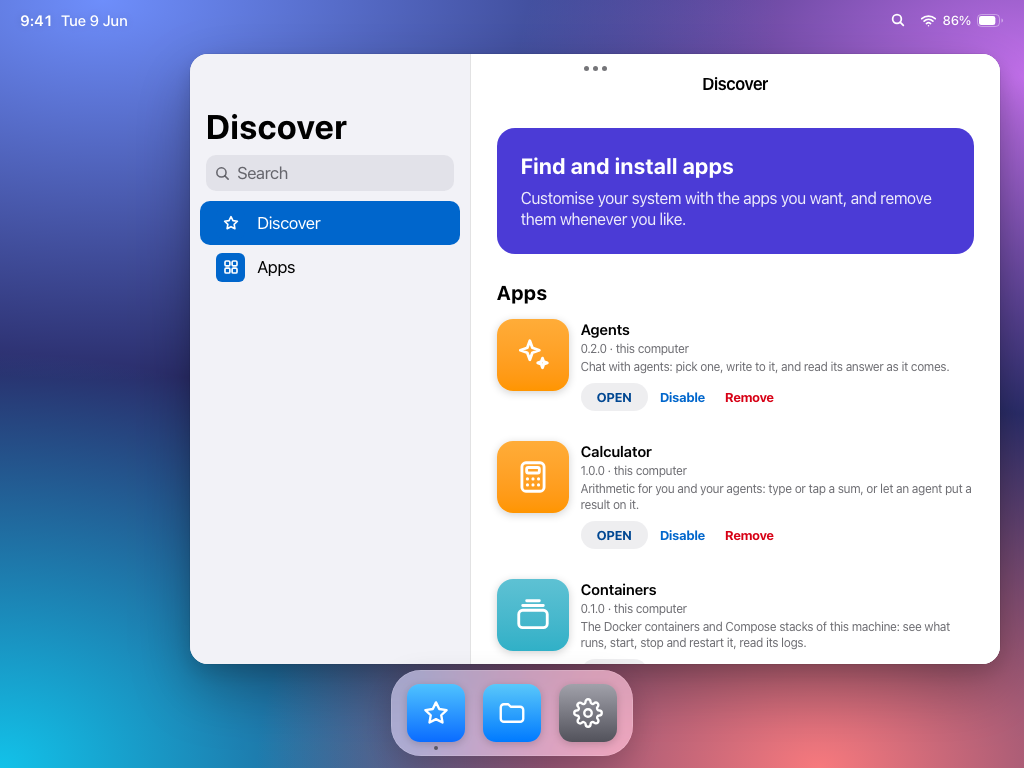 9:41 Tue 9 Jun
86%
Discover
Search
Discover
Apps
Discover
Find and install apps
Customise your system with the apps you want, and remove
them whenever you like.
Apps
Agents
0.2.0 · this computer
Chat with agents: pick one, write to it, and read its answer as it comes.
OPEN Disable Remove
Calculator
1.0.0 · this computer
Arithmetic for you and your agents: type or tap a sum, or let an agent put a
result on it.
OPEN Disable Remove
Containers
0.1.0 · this computer
The Docker containers and Compose stacks of this machine: see what
runs, start, stop and restart it, read its logs.